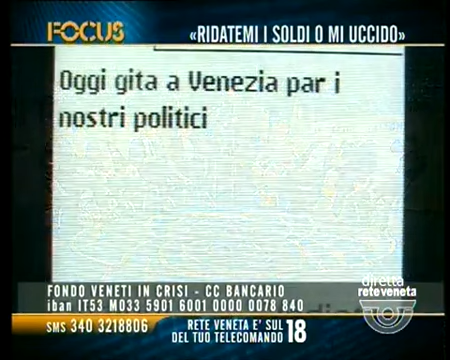 FOCUS
«RIDATEMI I SOLDI O MI UCCIDO»
Oggi gita a Venezia par i
nostri politici
diretta
reteveneta
FONDO VENETI IN CRISI - CC BANCARIO
iban IT53 M033 5901 6001 0000 0078 840
SMS 340 3218806
RETE VENETA E' SUL
DEL TUO TELECOMANDO
18